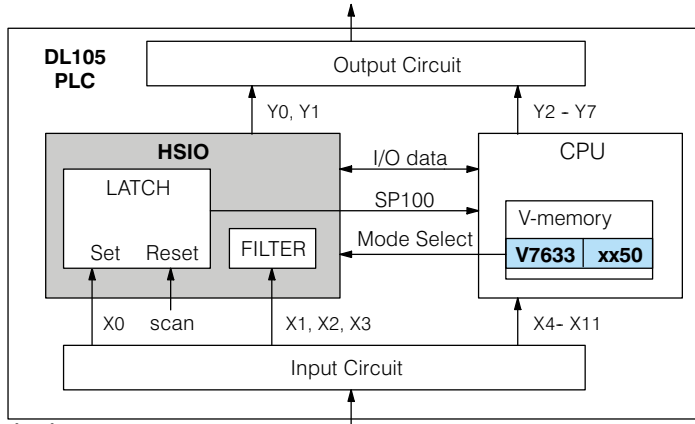 DL105
PLC
Output Circuit
Y0, Y1
Y2 - Y7
HSIO
I/O data
CPU
LATCH
SP100
V-memory
Set Reset
FILTER
Mode Select
V7633 xx50
X0 scan
X1, X2, X3
X4- X11
Input Circuit